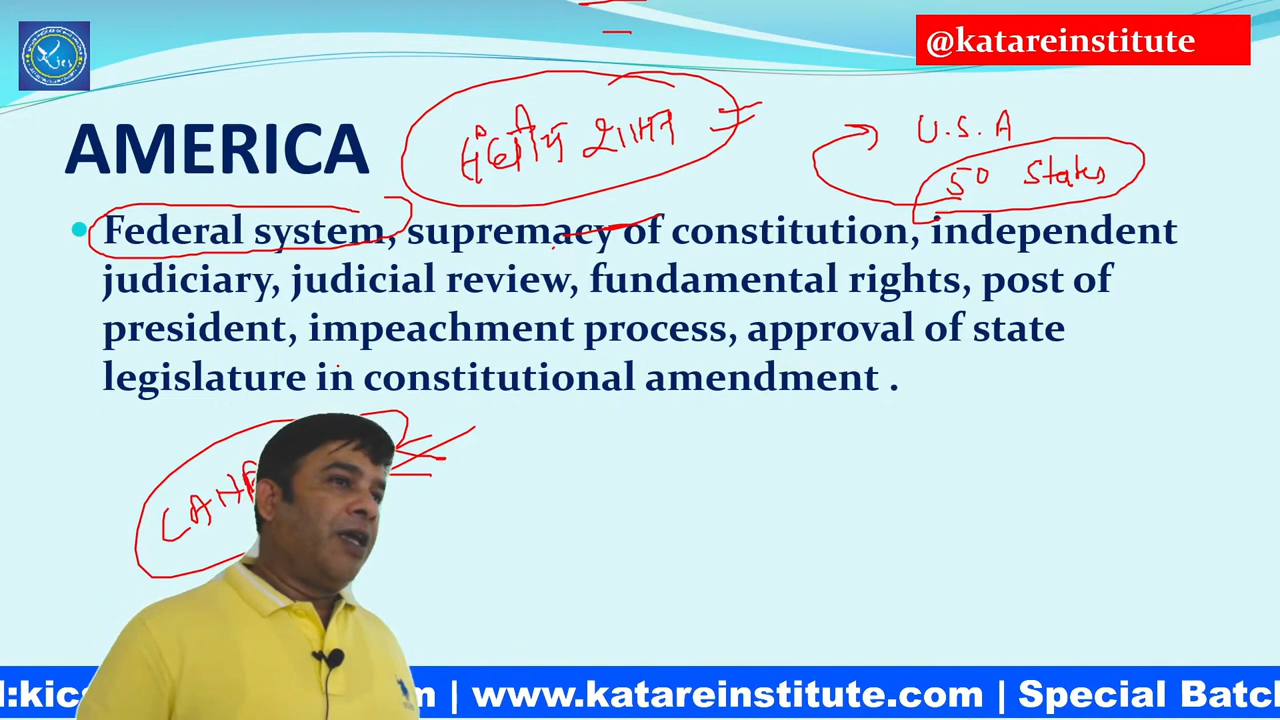 @katareinstitute
AMERICA
संघीय शासन
U.S.A
50 States
• Federal system, supremacy of constitution, independent
judiciary, judicial review, fundamental rights, post of
president, impeachment process, approval of state
legislature in constitutional amendment .
CANA
| www.katareinstitute.com | Special Batch